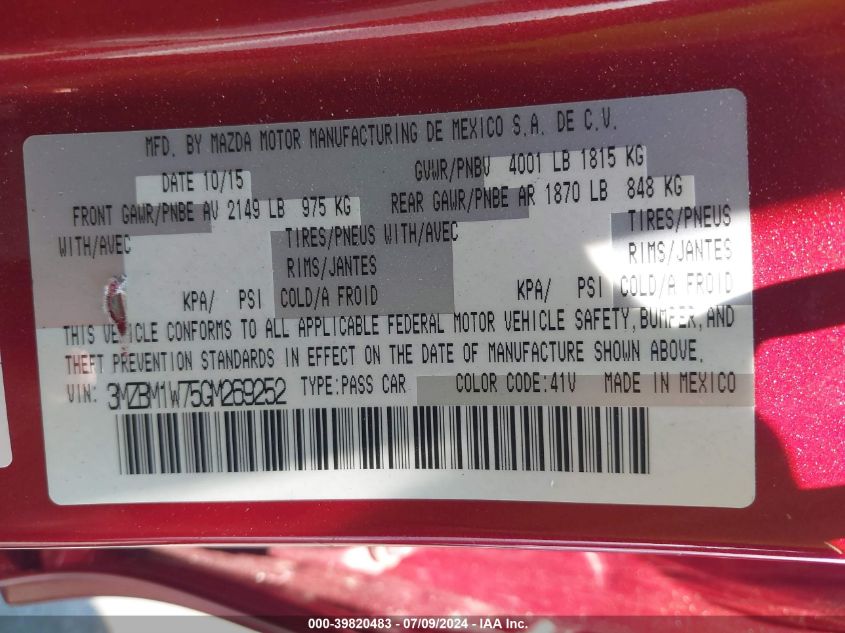 MFD. BY MAZDA MOTOR MANUFACTURING DE MEXICO S.A. DE C.V.
DATE 10/15 GVWR/PNBV 4001 LB 1815 KG
FRONT GAWR/PNBE AV 2149 LB 975 KG REAR GAWR/PNBE AR 1870 LB 848 KG
WITH/AVEC TIRES/PNEUS WITH/AVEC TIRES/PNEUS
RIMS/JANTES RIMS/JANTES
KPA/ PSI COLD/A FROID KPA/ PSI COLD/A FROID
THIS VEHICLE CONFORMS TO ALL APPLICABLE FEDERAL MOTOR VEHICLE SAFETY, BUMPER, AND
THEFT PREVENTION STANDARDS IN EFFECT ON THE DATE OF MANUFACTURE SHOWN ABOVE.
VIN: 3MZBM1W75GM269252 TYPE:PASS CAR COLOR CODE:41V MADE IN MEXICO
000-39820483 - 07/09/2024 - IAA Inc.